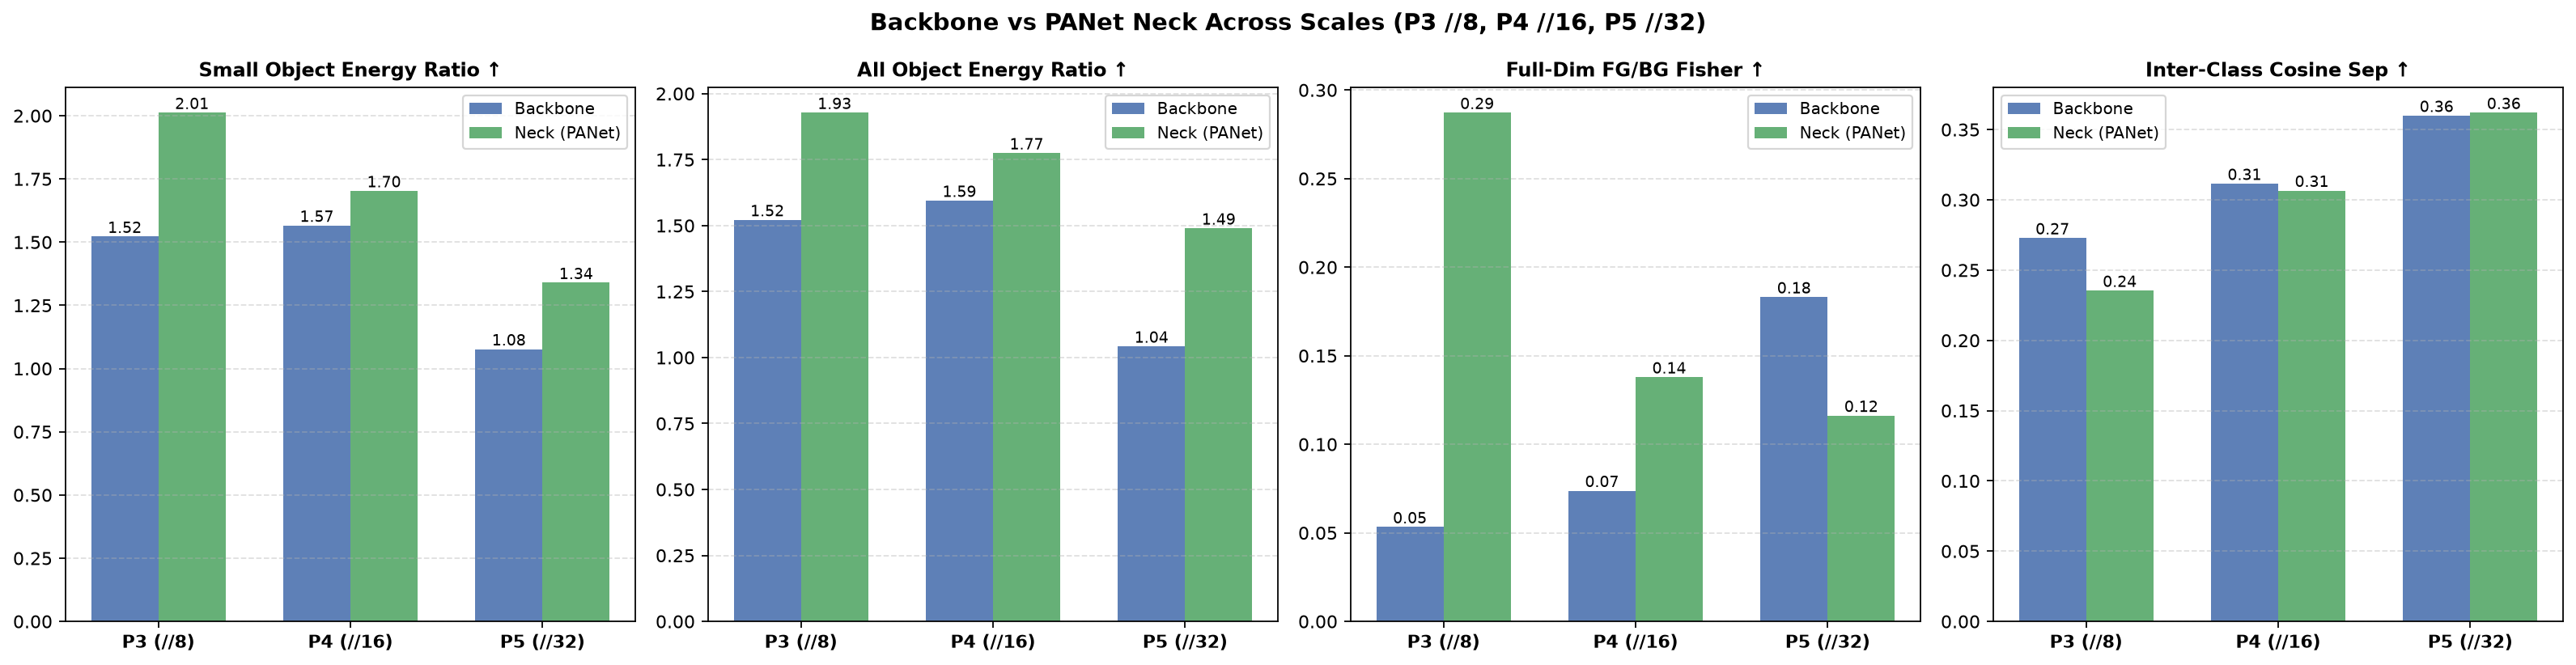 Backbone vs PANet Neck Across Scales (P3 //8, P4 //16, P5 //32)
Small Object Energy Ratio ↑
2.00
1.75
1.50
1.25
1.00
0.75
0.50
0.25
0.00
1.52
2.01
1.57
1.70
1.08
1.34
Backbone
Neck (PANet)
P3 (//8)
P4 (//16)
P5 (//32)
All Object Energy Ratio ↑
2.00
1.75
1.50
1.25
1.00
0.75
0.50
0.25
0.00
1.52
1.93
1.59
1.77
1.04
1.49
Backbone
Neck (PANet)
P3 (//8)
P4 (//16)
P5 (//32)
Full-Dim FG/BG Fisher ↑
0.30
0.25
0.20
0.15
0.10
0.05
0.00
0.05
0.29
0.07
0.14
0.18
0.12
Backbone
Neck (PANet)
P3 (//8)
P4 (//16)
P5 (//32)
Inter-Class Cosine Sep ↑
0.35
0.30
0.25
0.20
0.15
0.10
0.05
0.00
0.27
0.24
0.31
0.31
0.36
0.36
Backbone
Neck (PANet)
P3 (//8)
P4 (//16)
P5 (//32)